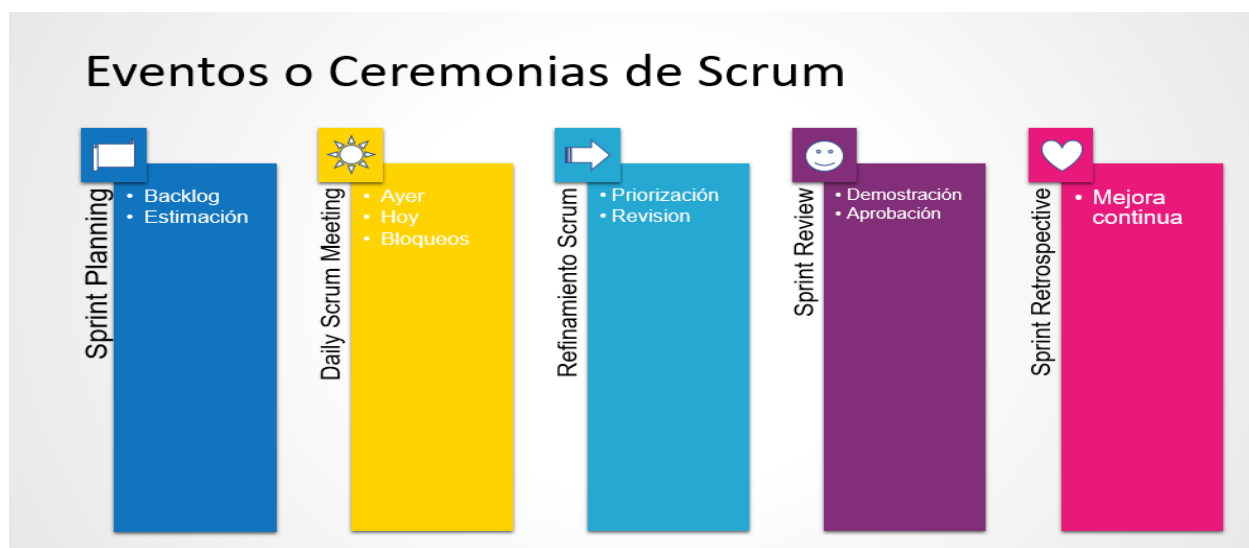 Eventos o Ceremonias de Scrum
Sprint Planning
• Backlog
• Estimación
Daily Scrum Meeting
• Ayer
• Hoy
• Bloqueos
Refinamiento Scrum
• Priorización
• Revision
Sprint Review
• Demostración
• Aprobación
Sprint Retrospective
• Mejora
continua